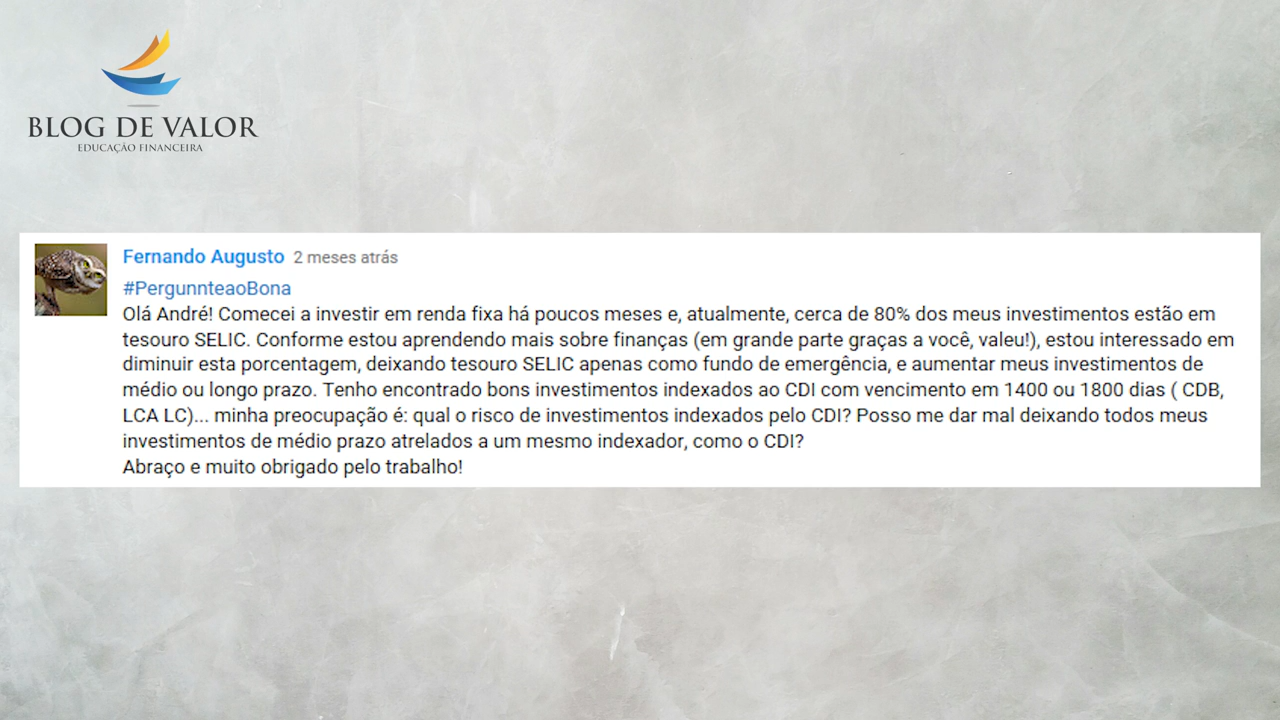 BLOG DE VALOR
EDUCAÇÃO FINANCEIRA
Fernando Augusto 2 meses atrás
#PergunnteaoBona
Olá André! Comecei a investir em renda fixa há poucos meses e, atualmente, cerca de 80% dos meus investimentos estão em
tesouro SELIC. Conforme estou aprendendo mais sobre finanças (em grande parte graças a você, valeu!), estou interessado em
diminuir esta porcentagem, deixando tesouro SELIC apenas como fundo de emergência, e aumentar meus investimentos de
médio ou longo prazo. Tenho encontrado bons investimentos indexados ao CDI com vencimento em 1400 ou 1800 dias ( CDB,
LCA LC)... minha preocupação é: qual o risco de investimentos indexados pelo CDI? Posso me dar mal deixando todos meus
investimentos de médio prazo atrelados a um mesmo indexador, como o CDI?
Abraço e muito obrigado pelo trabalho!